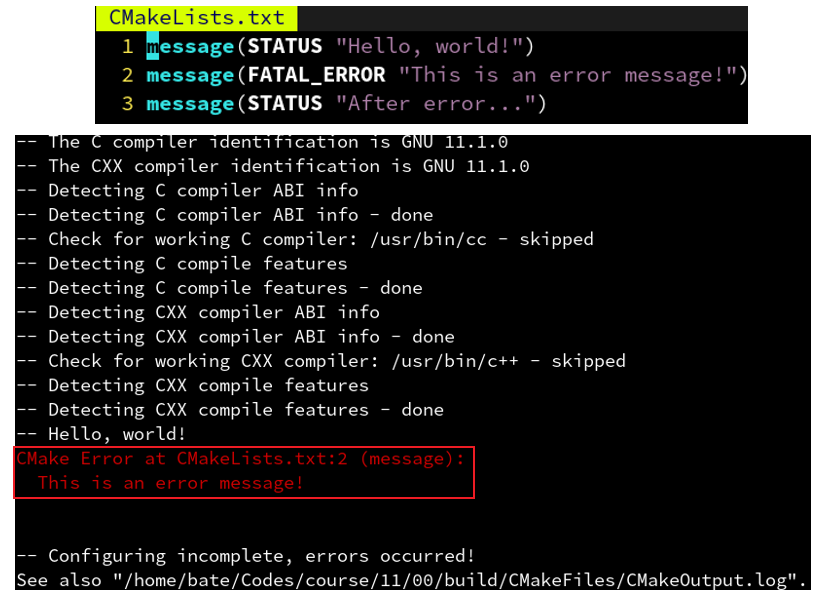 CMakeLists.txt
1 message(STATUS "Hello, world!")
2 message(FATAL_ERROR "This is an error message!")
3 message(STATUS "After error...")
-- The C compiler identification is GNU 11.1.0
-- The CXX compiler identification is GNU 11.1.0
-- Detecting C compiler ABI info
-- Detecting C compiler ABI info - done
-- Check for working C compiler: /usr/bin/cc - skipped
-- Detecting C compile features
-- Detecting C compile features - done
-- Detecting CXX compiler ABI info
-- Detecting CXX compiler ABI info - done
-- Check for working CXX compiler: /usr/bin/c++ - skipped
-- Detecting CXX compile features
-- Detecting CXX compile features - done
-- Hello, world!
CMake Error at CMakeLists.txt:2 (message):
  This is an error message!
-- Configuring incomplete, errors occurred!
See also "/home/bate/Codes/course/11/00/build/CMakeFiles/CMakeOutput.log".